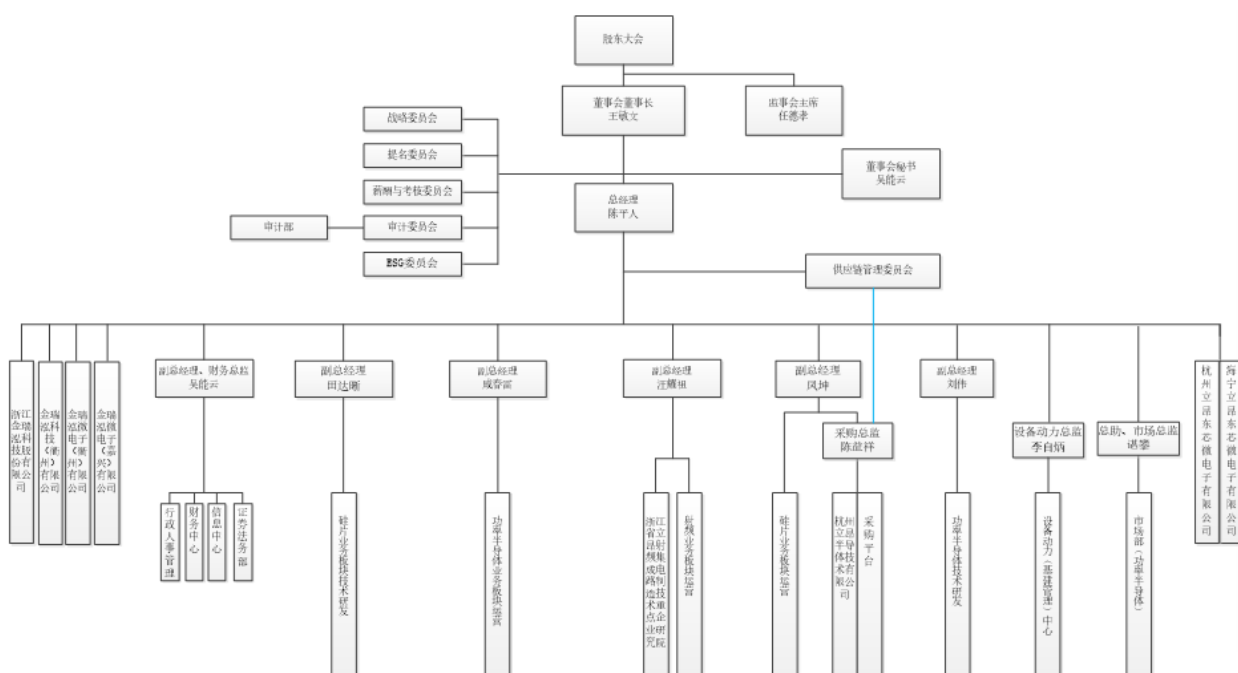 股东大会
董事会董事长
王敏文
监事会主席
任德孝
战略委员会
提名委员会
薪酬与考核委员会
审计部
审计委员会
ESG委员会
董事会秘书
吴能云
总经理
陈平人
供应链管理委员会
浙江金瑞泓科技股份有限公司
金瑞泓科技（衢州）有限公司
金瑞泓微电子（衢州）有限公司
金瑞泓微电子（嘉兴）有限公司
副总经理、财务总监
吴能云
副总经理
田达晰
副总经理
咸春雷
副总经理
汪耀祖
副总经理
凤坤
副总经理
刘伟
采购总监
陈
祥
设备动力总监
李自炳
总助、市场总监
谌攀
杭州立昂东芯微电子有限公司
海宁立昂东芯微电子有限公司
行政人事管理
财务中心
信息中心
证券法务部
硅片业务板块技术研发
功率半导体业务板块运营
浙江省立昂射频集成电路制造技术重点企业研究院
射频业务板块运营
硅片业务板块运营
杭州立昂半导体技术有限公司
采购平台
功率半导体技术研发
设备动力（基建管理）中心
市场部（功率半导体）